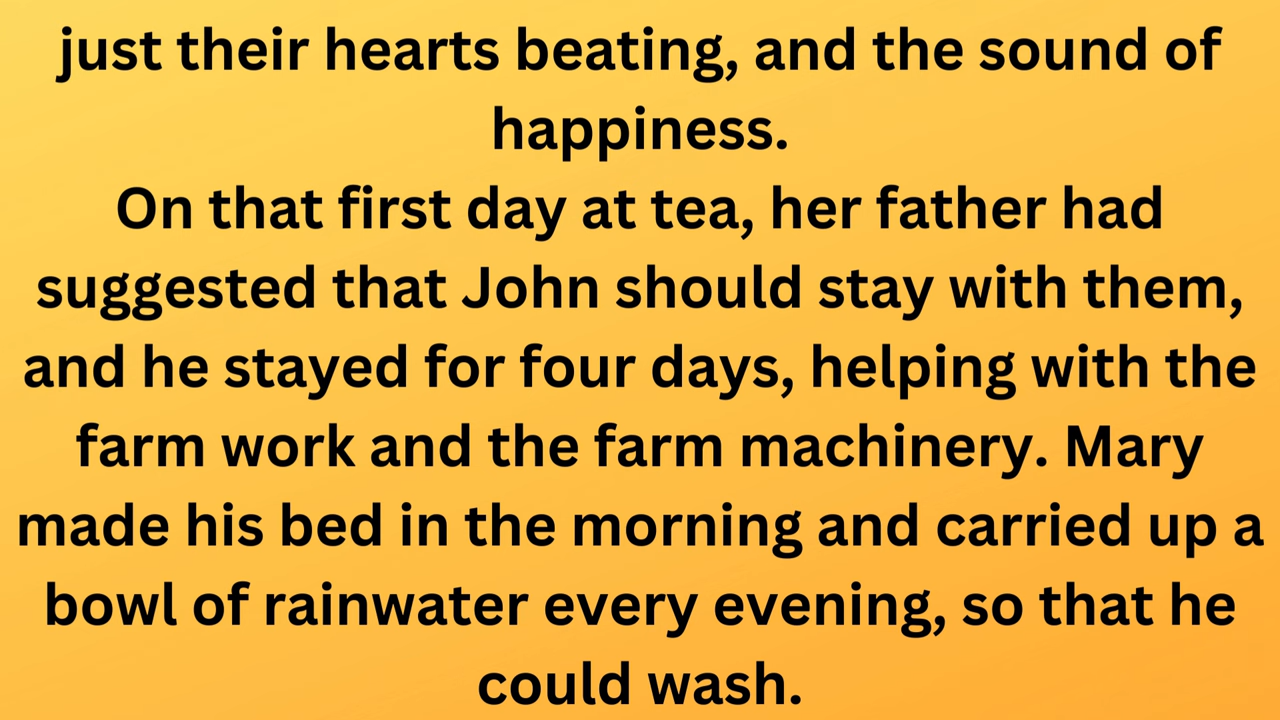 just their hearts beating, and the sound of
happiness.
On that first day at tea, her father had
suggested that John should stay with them,
and he stayed for four days, helping with the
farm work and the farm machinery. Mary
made his bed in the morning and carried up a
bowl of rainwater every evening, so that he
could wash.